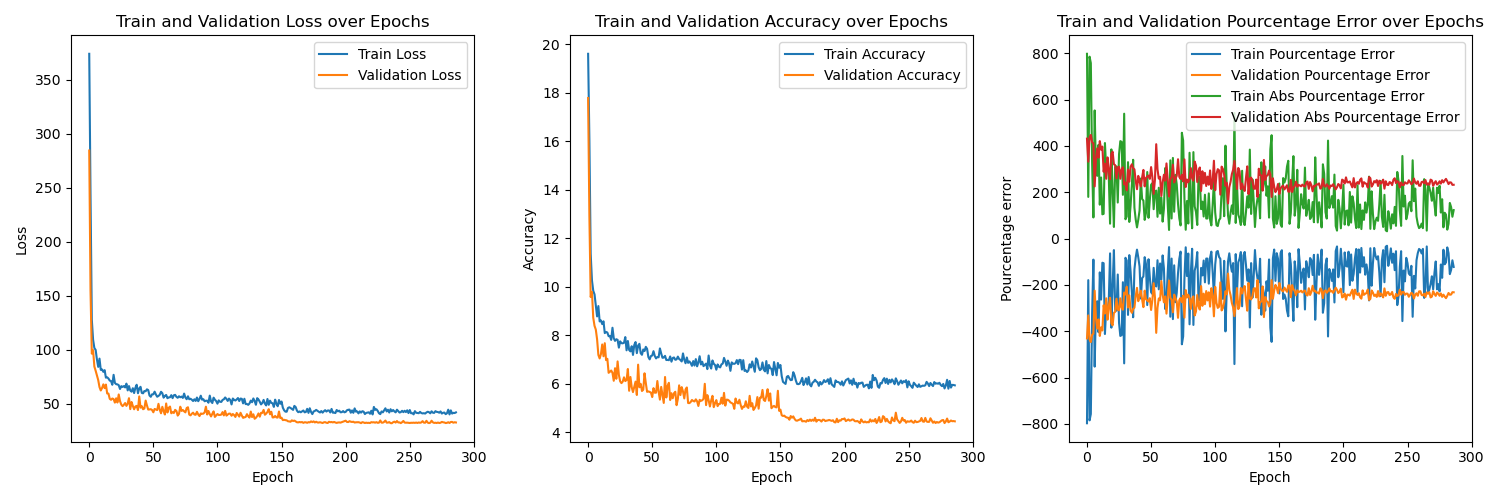 Train and Validation Loss over Epochs
Train Loss
Validation Loss
350
300
250
200
150
100
50
Loss
0 50 100 150 200 250 300
Epoch
Train and Validation Accuracy over Epochs
Train Accuracy
Validation Accuracy
20
18
16
14
12
10
8
6
4
Accuracy
0 50 100 150 200 250 300
Epoch
Train and Validation Pourcentage Error over Epochs
Train Pourcentage Error
Validation Pourcentage Error
Train Abs Pourcentage Error
Validation Abs Pourcentage Error
800
600
400
200
0
−200
−400
−600
−800
Pourcentage error
0 50 100 150 200 250 300
Epoch